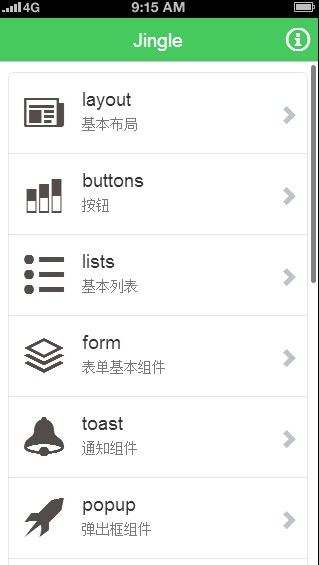 4G 9:15 AM
Jingle
layout
基本布局
buttons
按钮
lists
基本列表
form
表单基本组件
toast
通知组件
popup
弹出框组件